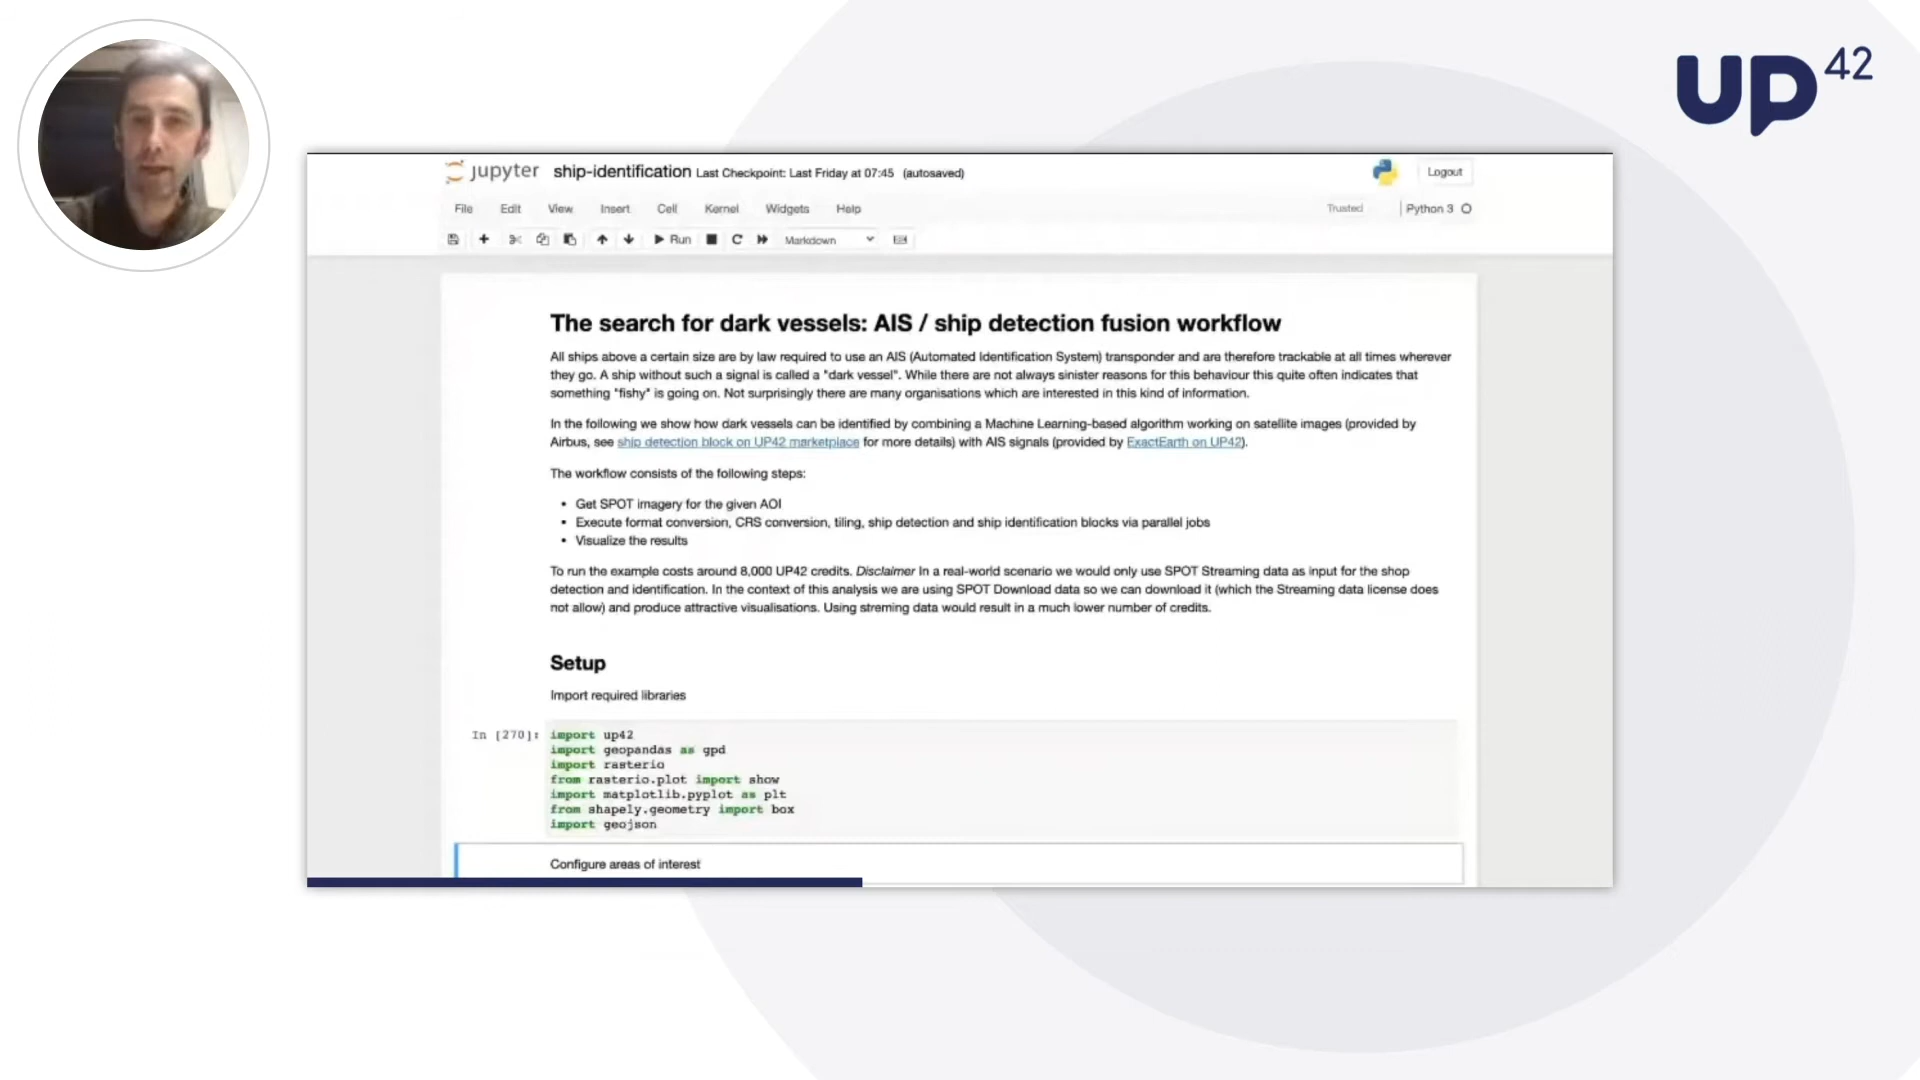 UP42
jupyter ship-identification Last Checkpoint: Last Friday at 07:45 (autosaved)
Logout
File Edit View Insert Cell Kernel Widgets Help
Trusted Python 3
Run Markdown
The search for dark vessels: AIS / ship detection fusion workflow
All ships above a certain size are by law required to use an AIS (Automated Identification System) transponder and are therefore trackable at all times wherever
they go. A ship without such a signal is called a "dark vessel". While there are not always sinister reasons for this behaviour this quite often indicates that
something "fishy" is going on. Not surprisingly there are many organisations which are interested in this kind of information.
In the following we show how dark vessels can be identified by combining a Machine Learning-based algorithm working on satellite images (provided by
Airbus, see ship detection block on UP42 marketplace for more details) with AIS signals (provided by ExactEarth on UP42).
The workflow consists of the following steps:
• Get SPOT imagery for the given AOI
• Execute format conversion, CRS conversion, tiling, ship detection and ship identification blocks via parallel jobs
• Visualize the results
To run the example costs around 8,000 UP42 credits. Disclaimer In a real-world scenario we would only use SPOT Streaming data as input for the shop
detection and identification. In the context of this analysis we are using SPOT Download data so we can download it (which the Streaming data license does
not allow) and produce attractive visualisations. Using streming data would result in a much lower number of credits.
Setup
Import required libraries
In [270]: import up42
import geopandas as gpd
import rasterio
from rasterio.plot import show
import matplotlib.pyplot as plt
from shapely.geometry import box
import geojson
Configure areas of interest